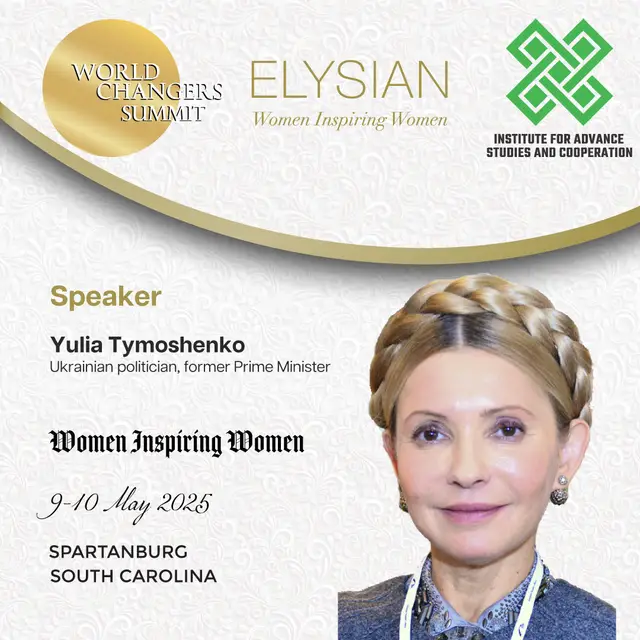 WORLD
CHANGERS
SUMMIT
ELYSIAN
Women Inspiring Women
INSTITUTE FOR ADVANCE
STUDIES AND COOPERATION
Speaker
Yulia Tymoshenko
Ukrainian politician, former Prime Minister
Women Inspiring Women
9-10 May 2025
SPARTANBURG
SOUTH CAROLINA